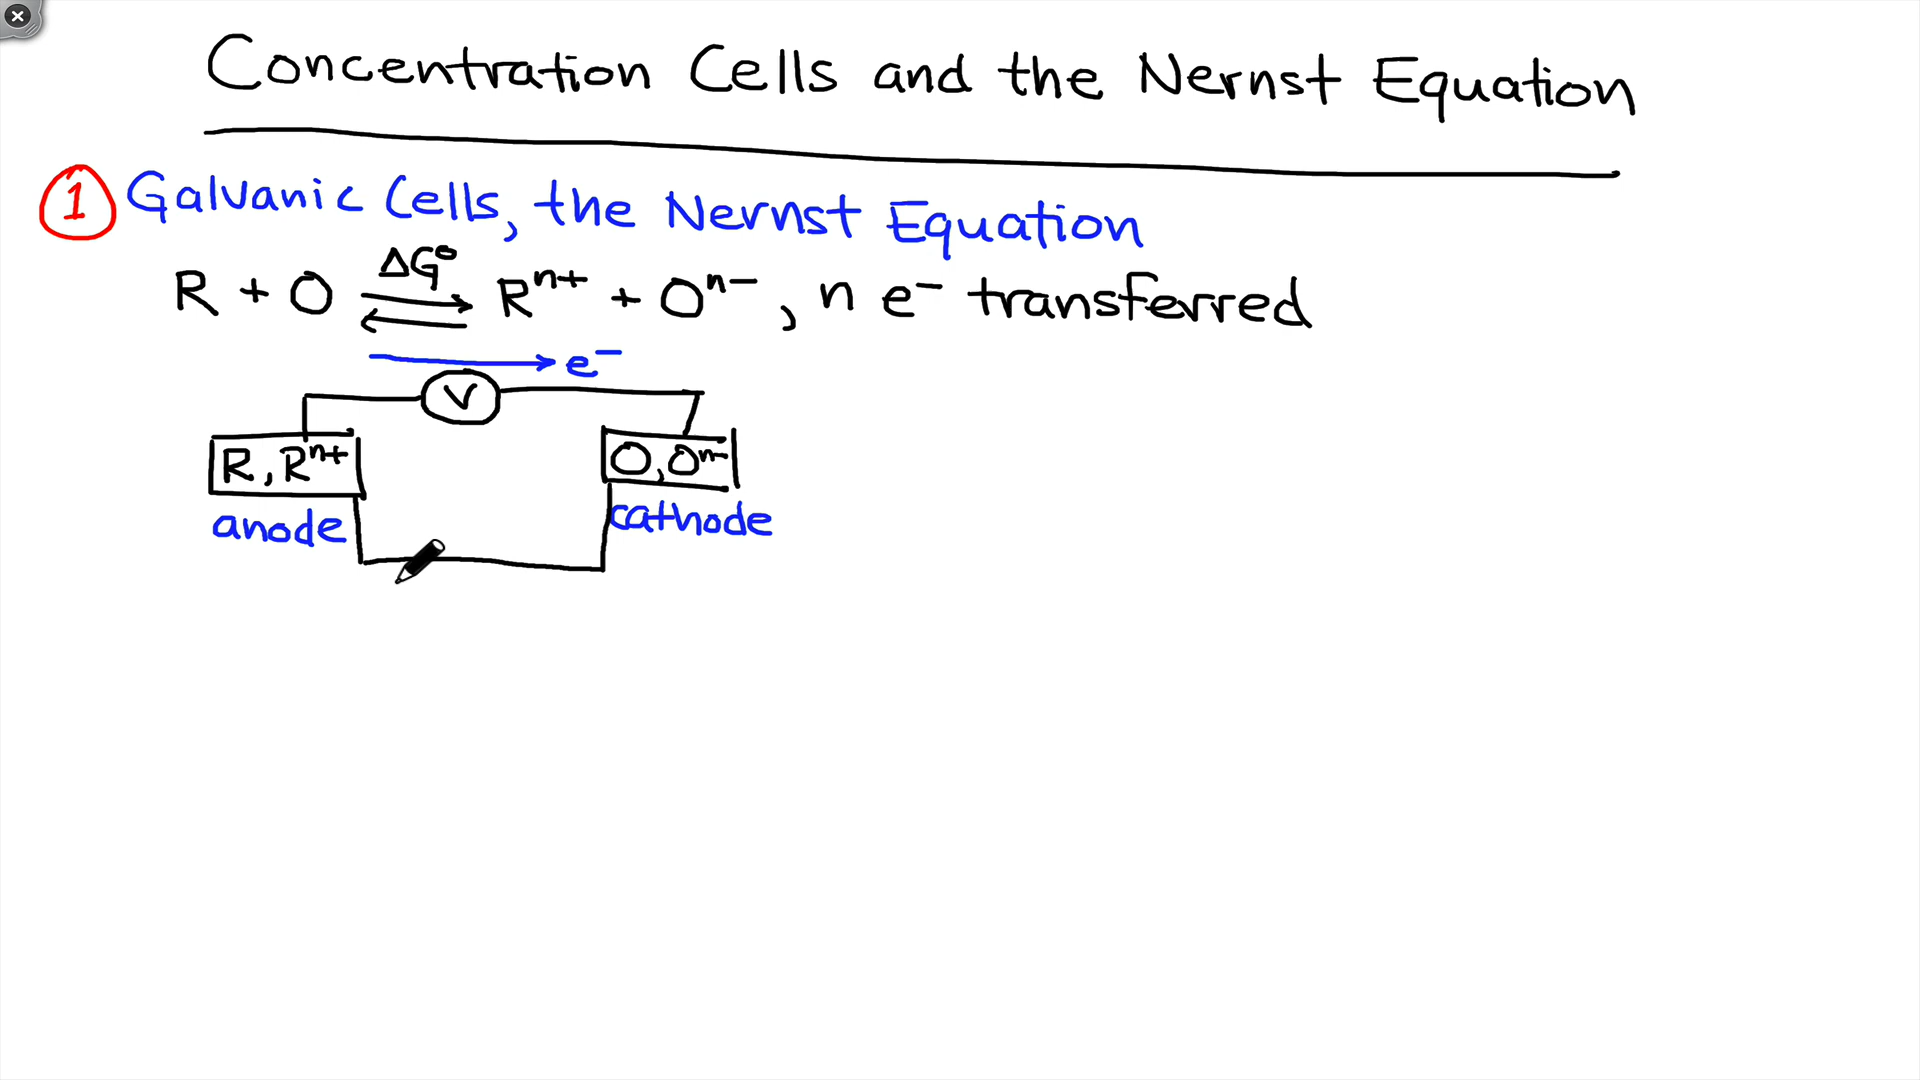 Concentration Cells and the Nernst Equation
1 Galvanic Cells, the Nernst Equation
ΔG°
R + O ⇌ Rⁿ⁺ + Oⁿ⁻, n e⁻ transferred
e⁻
V
R, Rⁿ⁺ O, Oⁿ⁻
anode cathode